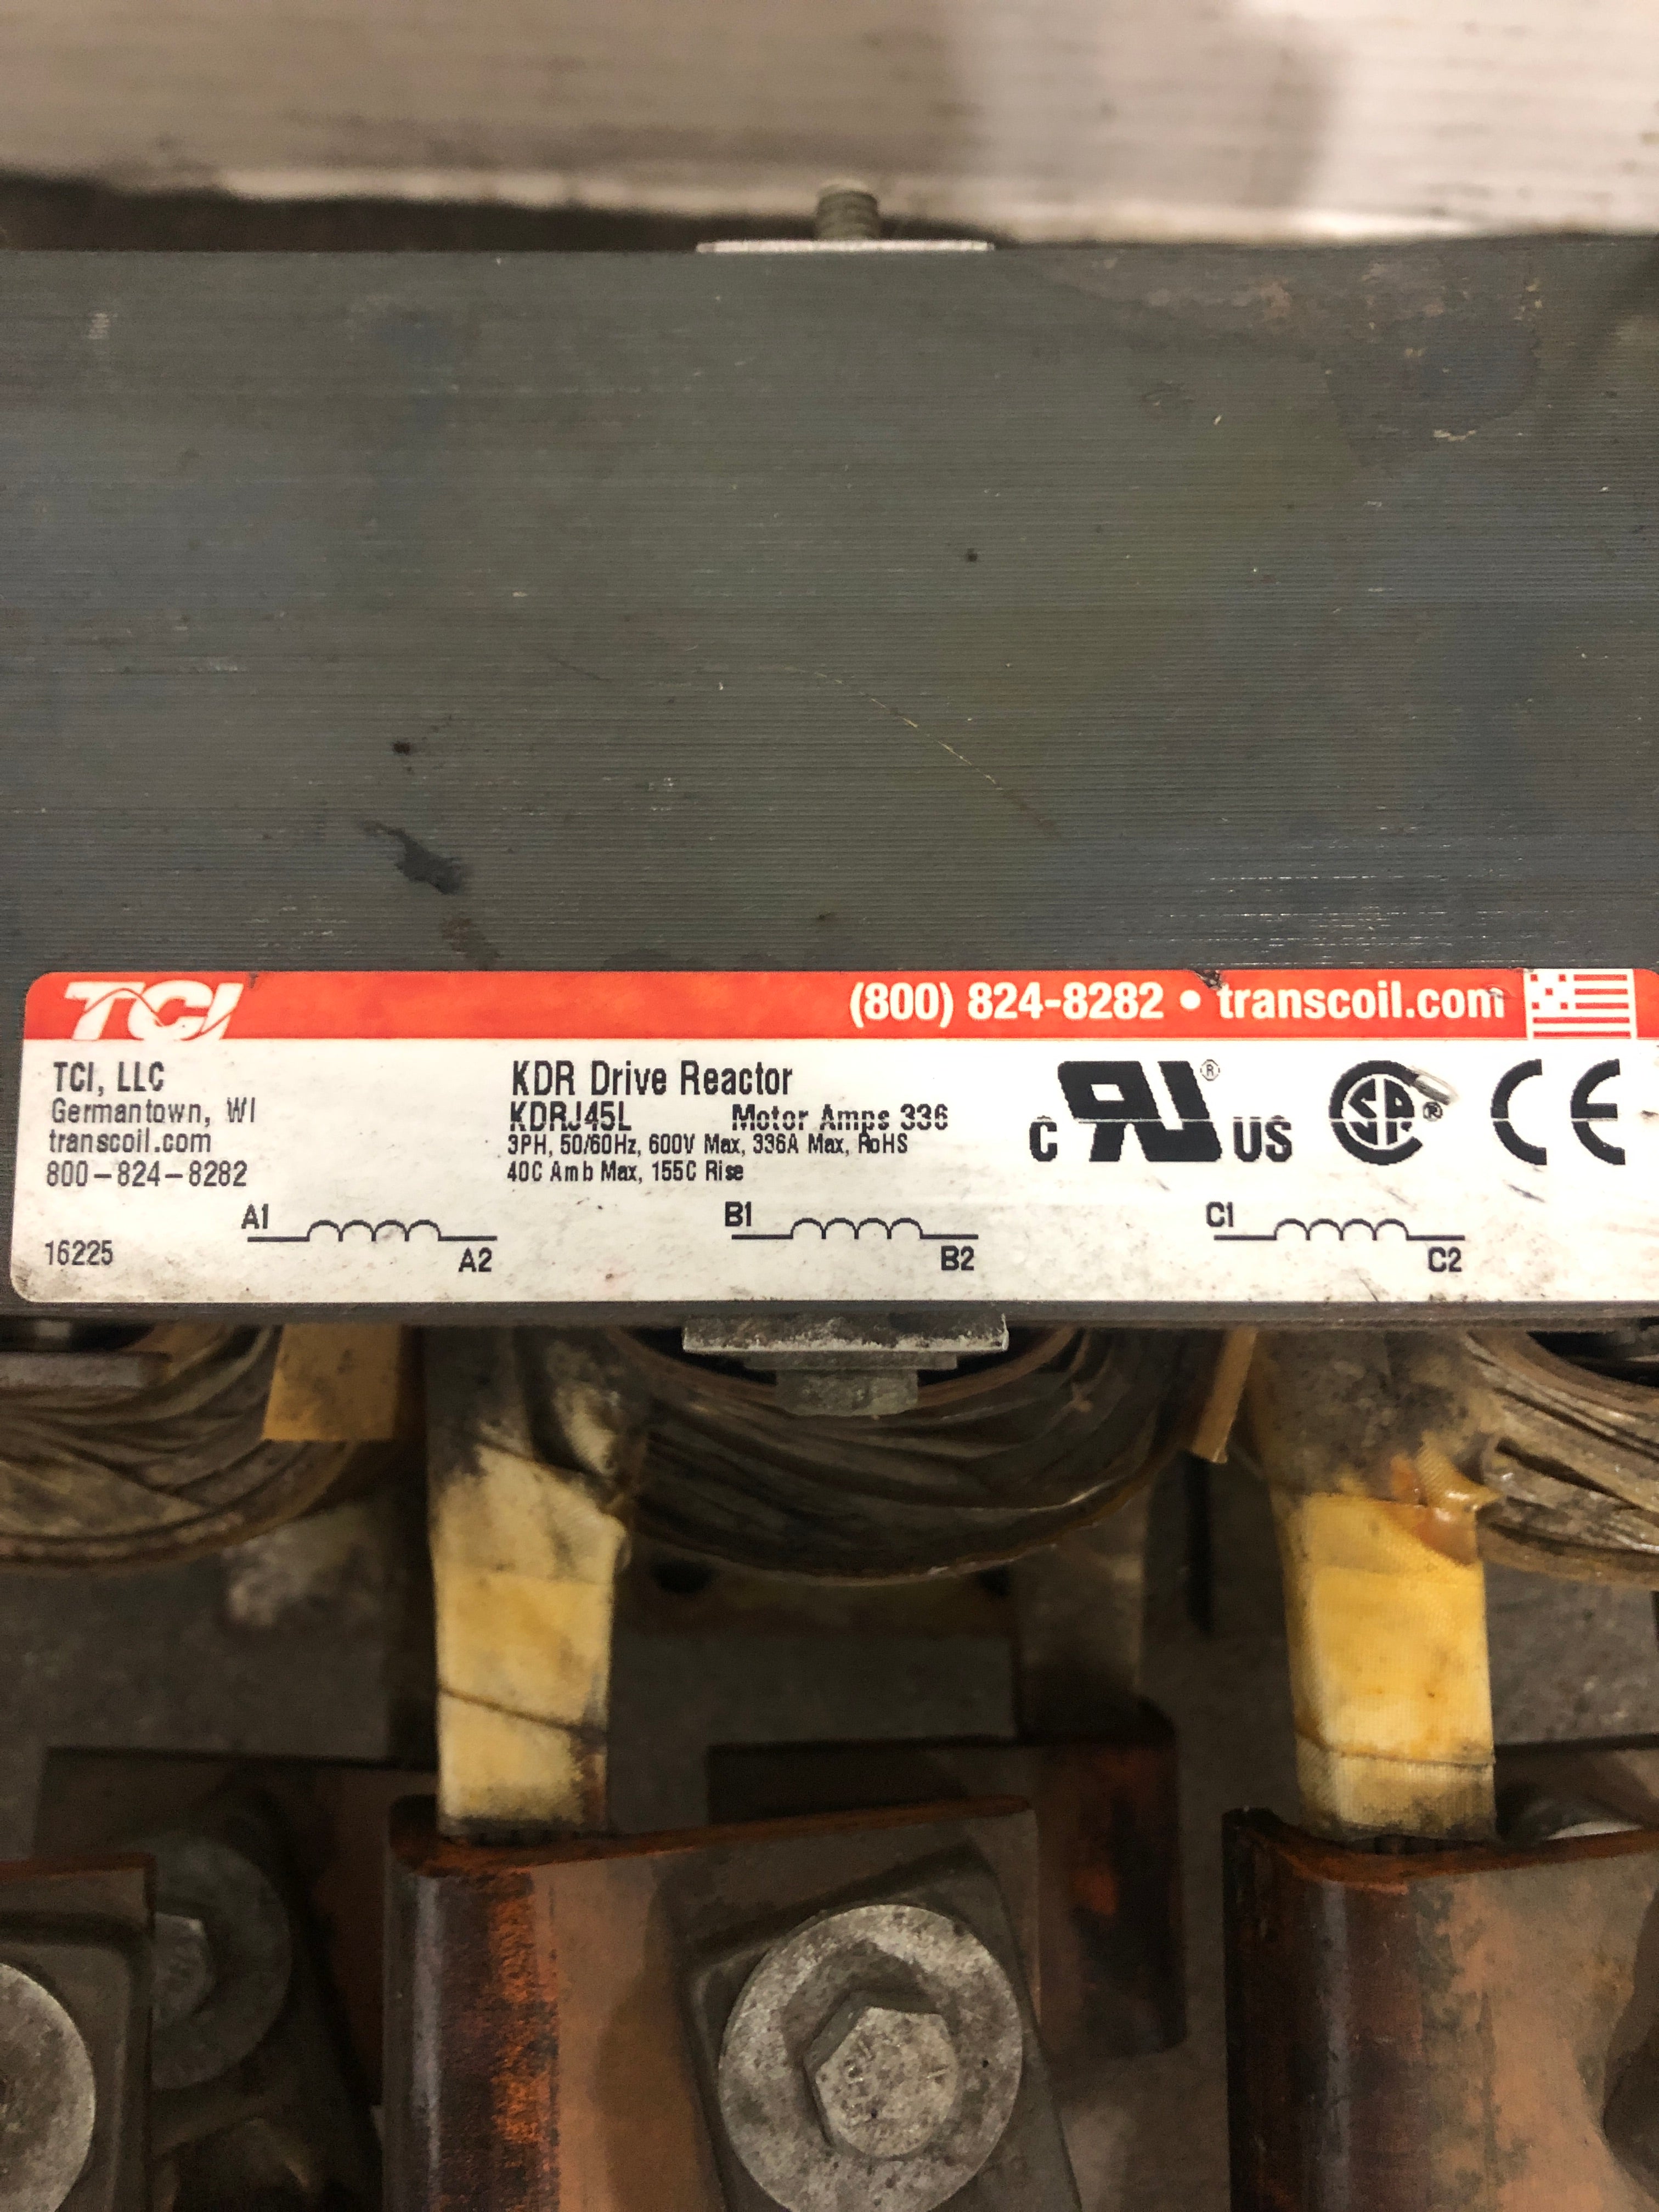 TCI (800) 824-8282 • transcoil.com
TCI, LLC
Germantown, WI
transcoil.com
800-824-8282
16225
KDR Drive Reactor
KDRJ45L Motor Amps 336
3PH, 50/60Hz, 600V Max, 336A Max, RoHS
40C Amb Max, 155C Rise
C RU® US
CSA®
CE
A1 A2
B1 B2
C1 C2